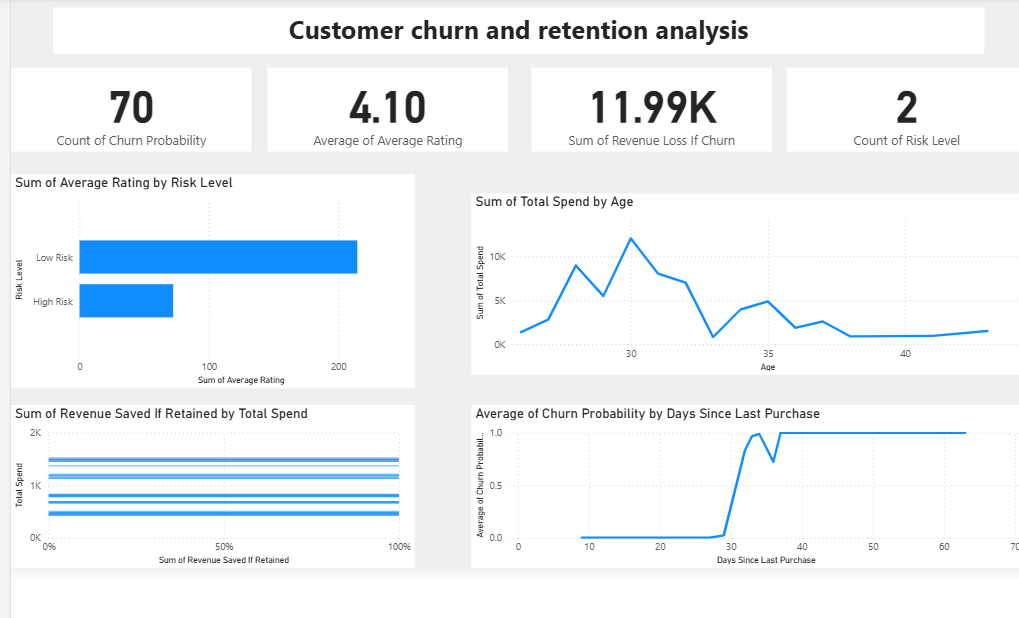 Customer churn and retention analysis
70
Count of Churn Probability
4.10
Average of Average Rating
11.99K
Sum of Revenue Loss If Churn
2
Count of Risk Level
Sum of Average Rating by Risk Level
Risk Level
Low Risk
High Risk
0 100 200
Sum of Average Rating
Sum of Total Spend by Age
Sum of Total Spend
10K
5K
0K
30 35 40
Age
Sum of Revenue Saved If Retained by Total Spend
Total Spend
2K
1K
0K
0% 50% 100%
Sum of Revenue Saved If Retained
Average of Churn Probability by Days Since Last Purchase
Average of Churn Probabil...
1.0
0.5
0.0
0 10 20 30 40 50 60 70
Days Since Last Purchase